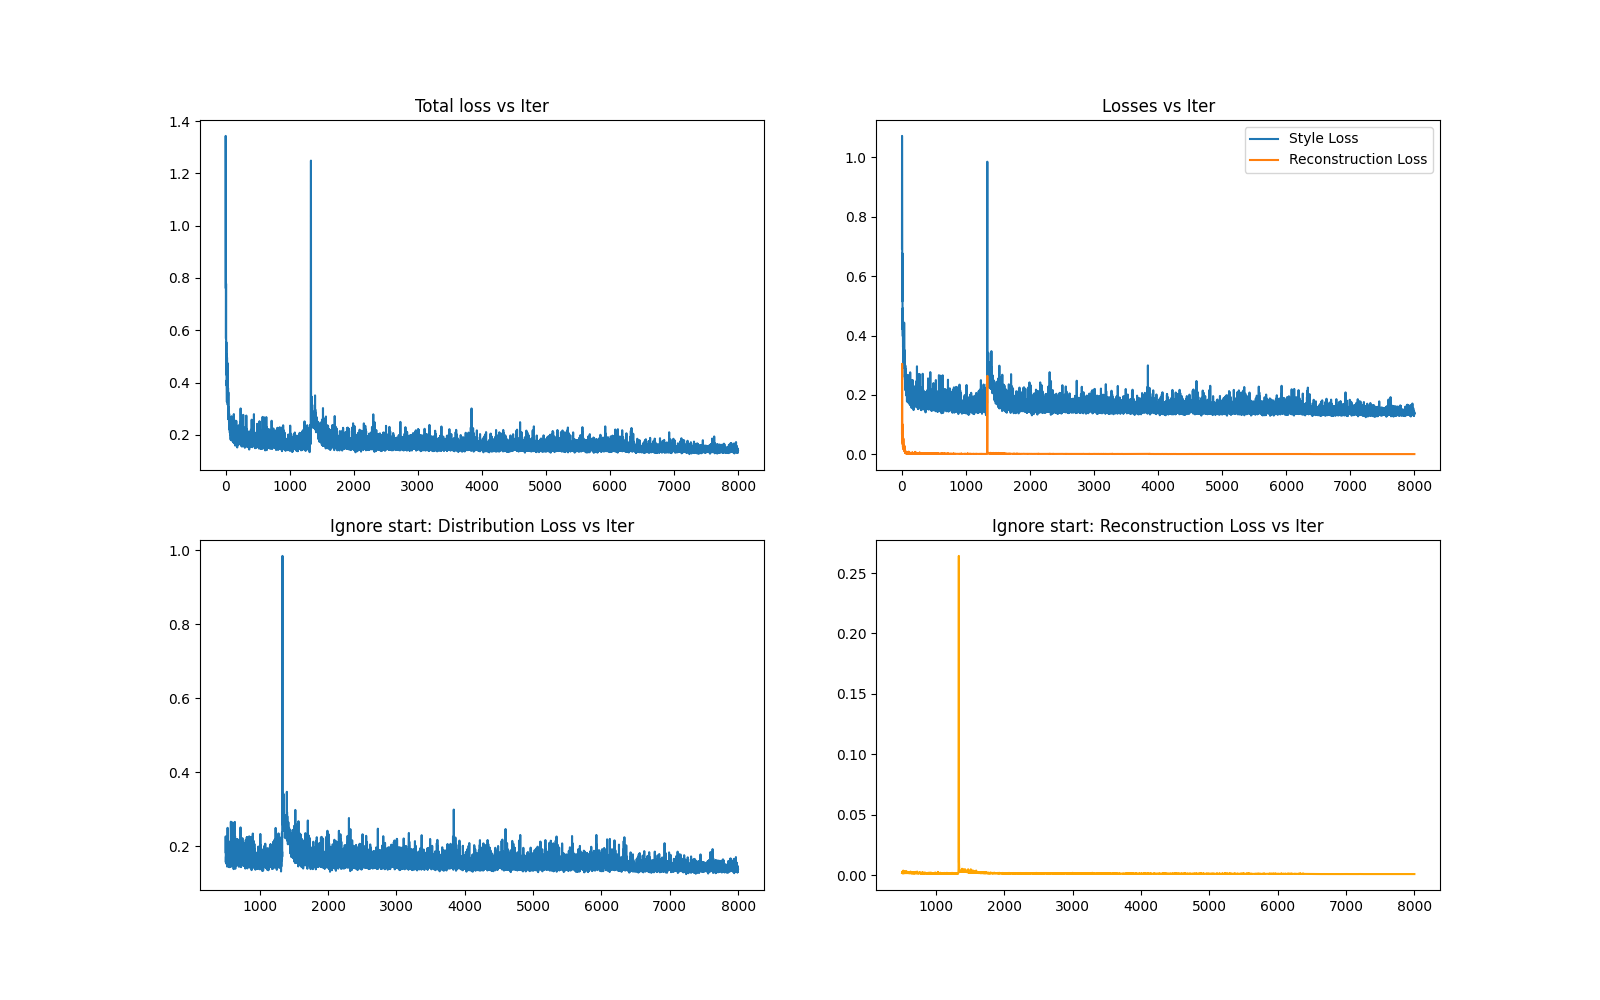 Total loss vs Iter
1.4
1.2
1.0
0.8
0.6
0.4
0.2
0 1000 2000 3000 4000 5000 6000 7000 8000
Losses vs Iter
Style Loss
Reconstruction Loss
1.0
0.8
0.6
0.4
0.2
0.0
0 1000 2000 3000 4000 5000 6000 7000 8000
Ignore start: Distribution Loss vs Iter
1.0
0.8
0.6
0.4
0.2
1000 2000 3000 4000 5000 6000 7000 8000
Ignore start: Reconstruction Loss vs Iter
0.25
0.20
0.15
0.10
0.05
0.00
1000 2000 3000 4000 5000 6000 7000 8000